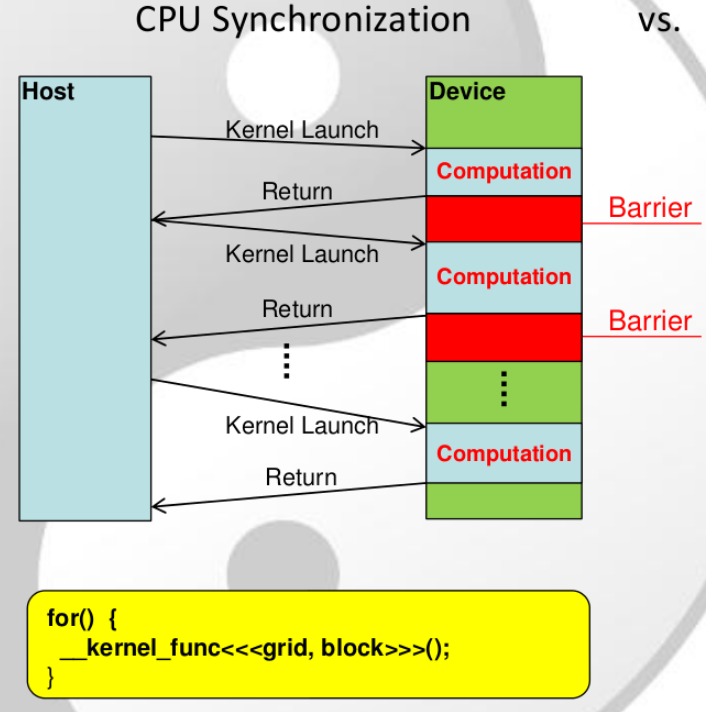 CPU Synchronization vs.
Host
Device
Kernel Launch
Computation
Return
Barrier
Kernel Launch
Computation
Return
Barrier
Kernel Launch
Computation
Return
for() {
__kernel_func<<<grid, block>>>();
}